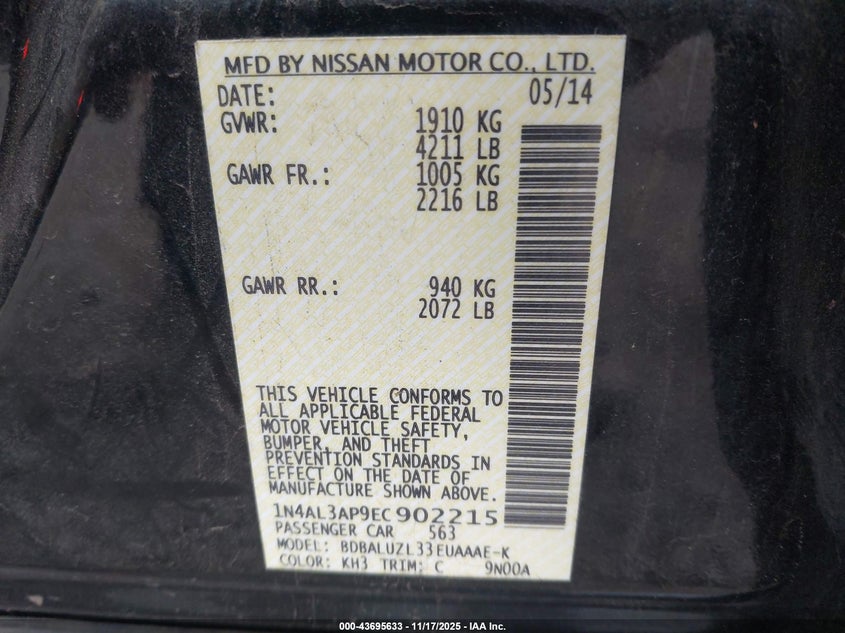 MFD BY NISSAN MOTOR CO., LTD.
DATE: 05/14
GVWR: 1910 KG
4211 LB
GAWR FR.: 1005 KG
2216 LB
GAWR RR.: 940 KG
2072 LB
THIS VEHICLE CONFORMS TO
ALL APPLICABLE FEDERAL
MOTOR VEHICLE SAFETY,
BUMPER, AND THEFT
PREVENTION STANDARDS IN
EFFECT ON THE DATE OF
MANUFACTURE SHOWN ABOVE.
1N4AL3AP9EC902215
PASSENGER CAR 563
MODEL: BDBALUZL33EUAAAE-K
COLOR: KH3 TRIM: C 9N00A
000-43695633 - 11/17/2025 - IAA Inc.